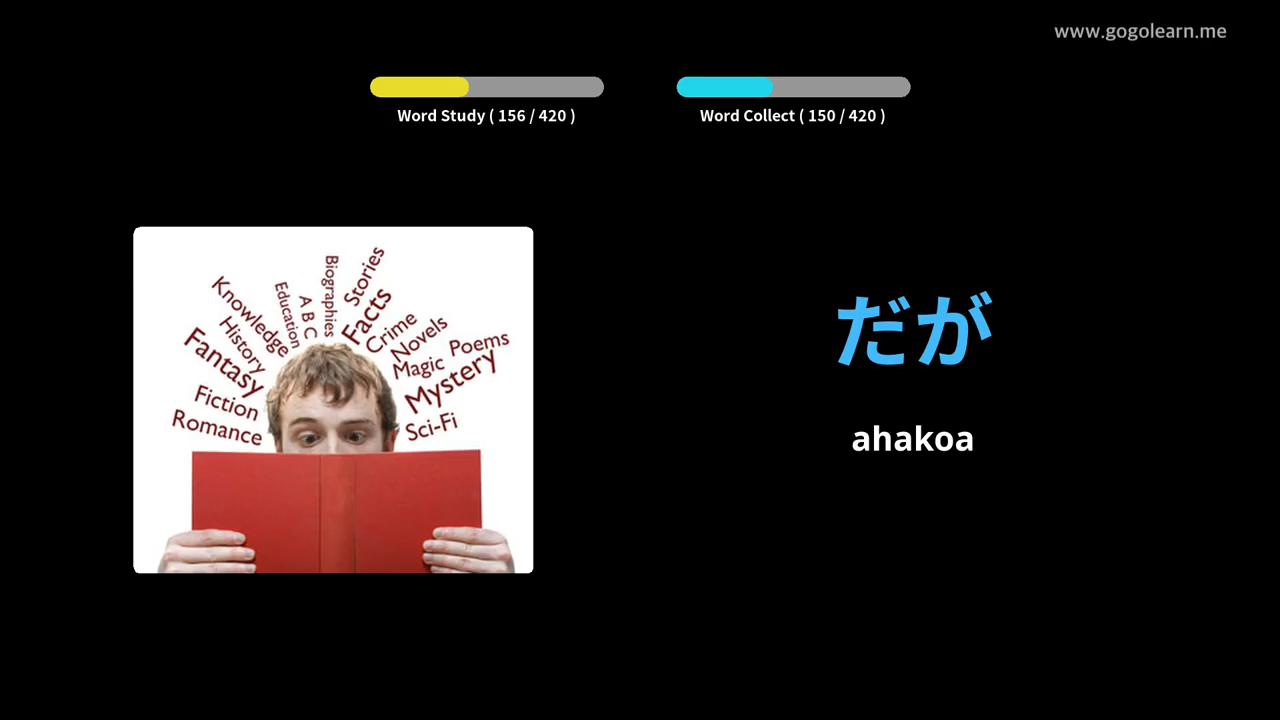 www.gogolearn.me
Word Study ( 156 / 420 )
Word Collect ( 150 / 420 )
Biographies
Stories
Education
A B C
Facts
Knowledge
Crime
History
Novels
Fantasy
Magic
Poems
Mystery
Fiction
Romance
Sci-Fi
だが
ahakoa